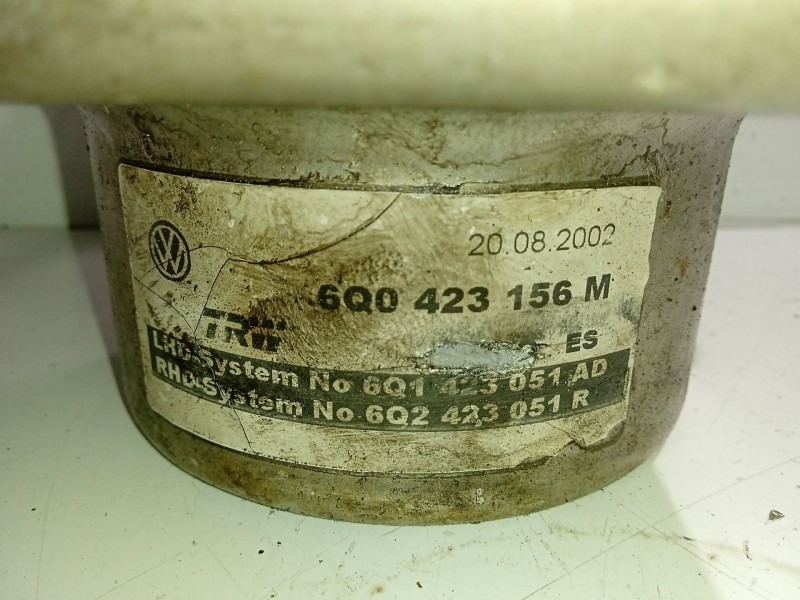 20.08.2002
6Q0 423 156 M
TRW
ES
LHD-System No 6Q1 423 051 AD
RHD-System No 6Q2 423 051 R